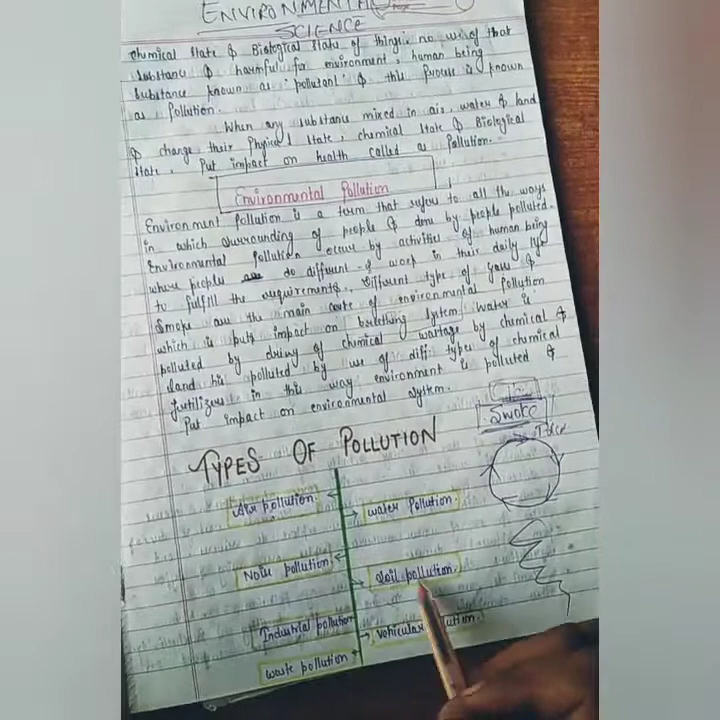 ENVIRONMENTAL
SCIENCE
chemical state & Biological state of things. no use of that
substance & harmful for environment, human being
substance known as 'pollutant' & this process is known
as Pollution.
When any substance mixed in air, water & land
& change their Physical state, chemical state & Biological
state. Put impact on health called as Pollution.
Environmental Pollution
Environment Pollution is a term that refers to all the ways
in which surrounding of people & done by people polluted.
Environmental pollution occur by activities of human being
where people do different of work in their daily life
to fulfill the requirements. Different type of gases &
Smoke are the main cause of environmental Pollution
which is puts impact on breathing system. Water is
polluted by of chemical wastage by chemical &
land polluted by use of diff. types of chemical
fertilizers in this way environment is polluted &
Put impact on environmental system.
Smoke
TYPES OF POLLUTION
Air pollution.
water Pollution.
Noise pollution.
Soil pollution.
Industrial pollution
Vehicular ution.
waste pollution